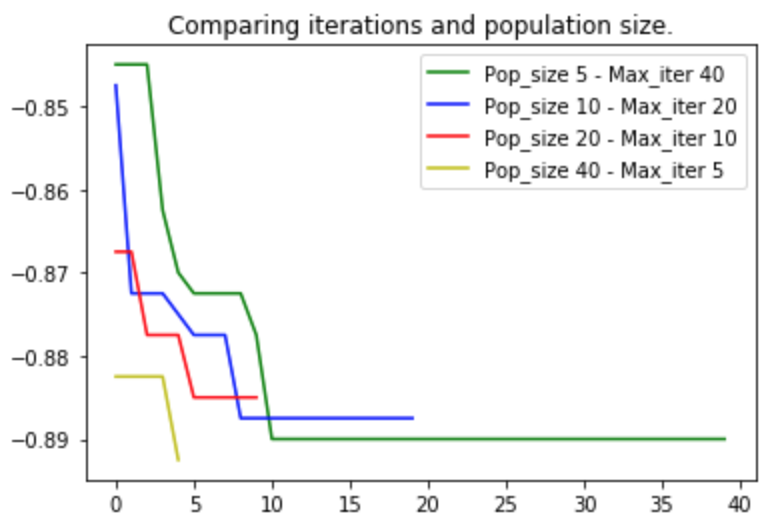 Comparing iterations and population size.
Pop_size 5 - Max_iter 40
Pop_size 10 - Max_iter 20
Pop_size 20 - Max_iter 10
Pop_size 40 - Max_iter 5
−0.85
−0.86
−0.87
−0.88
−0.89
0 5 10 15 20 25 30 35 40